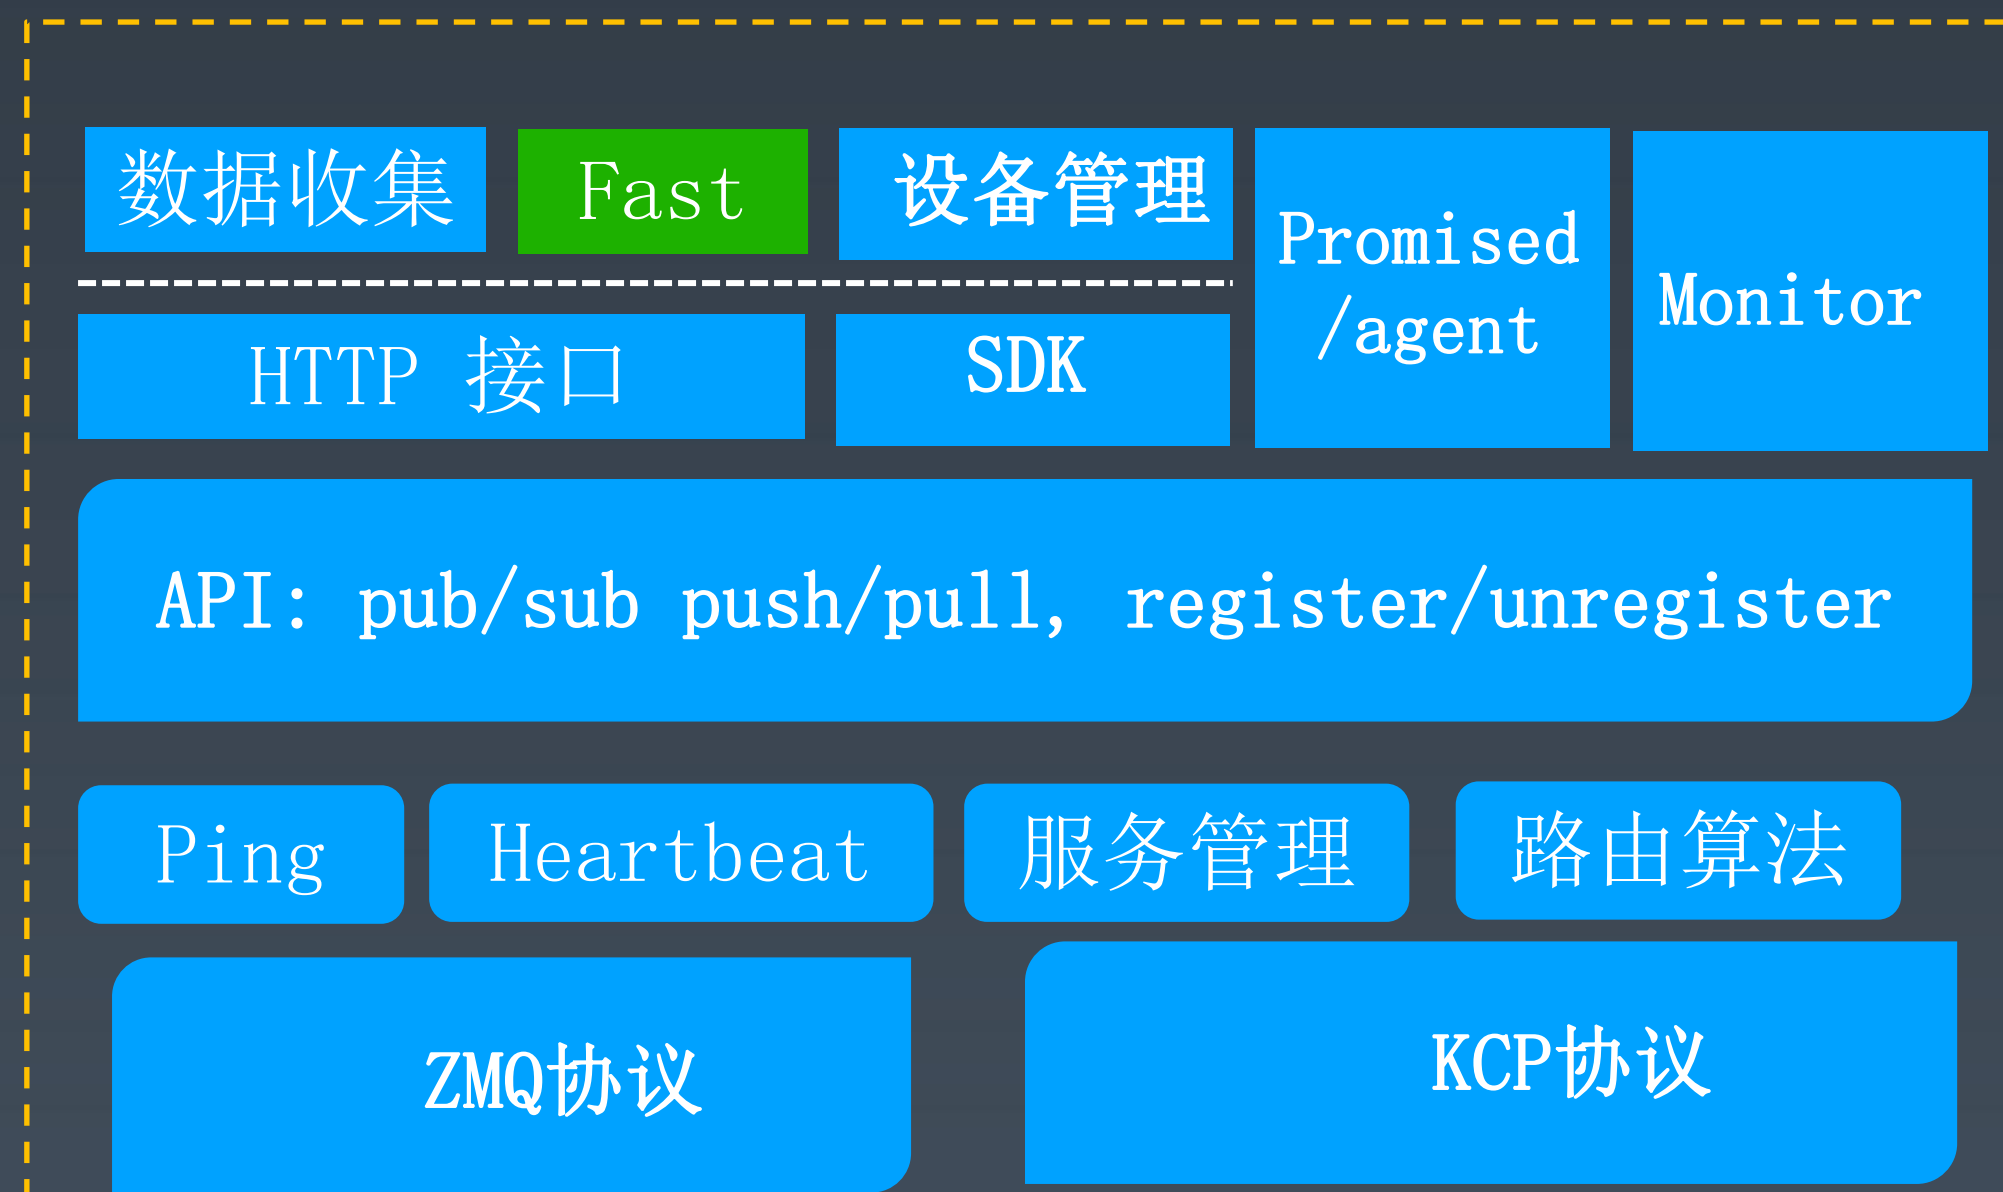 数据收集
Fast
设备管理
Promised
/agent
Monitor
HTTP 接口
SDK
API: pub/sub push/pull, register/unregister
Ping
Heartbeat
服务管理
路由算法
ZMQ协议
KCP协议